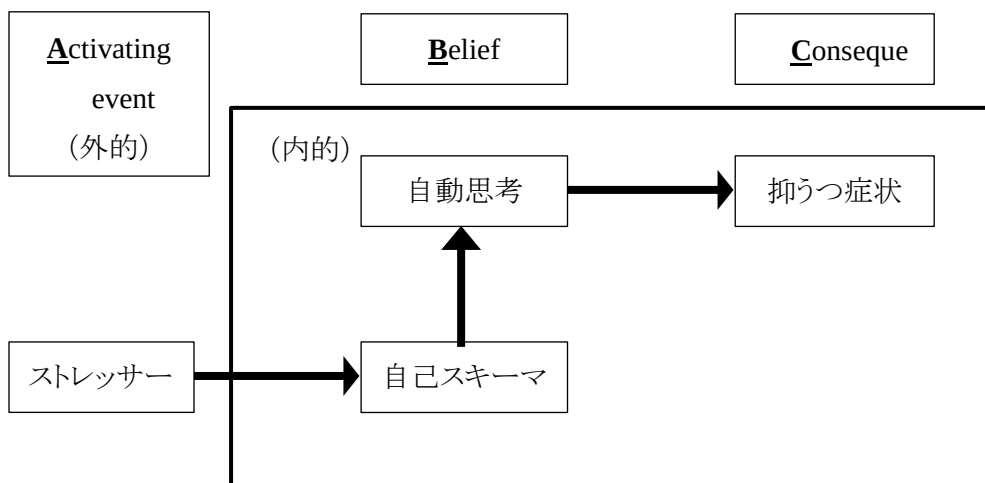 Activating
event
（外的）
Belief
Conseque
（内的）
自動思考
抑うつ症状
ストレッサー
自己スキーマ